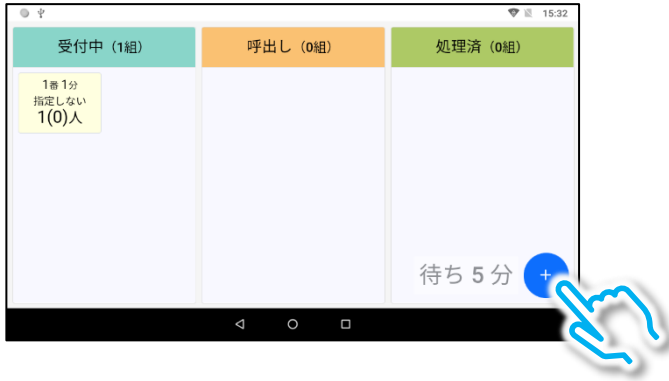 15:32
受付中（1組）
呼出し（0組）
処理済（0組）
1番 1分
指定しない
1(0)人
待ち 5 分
+